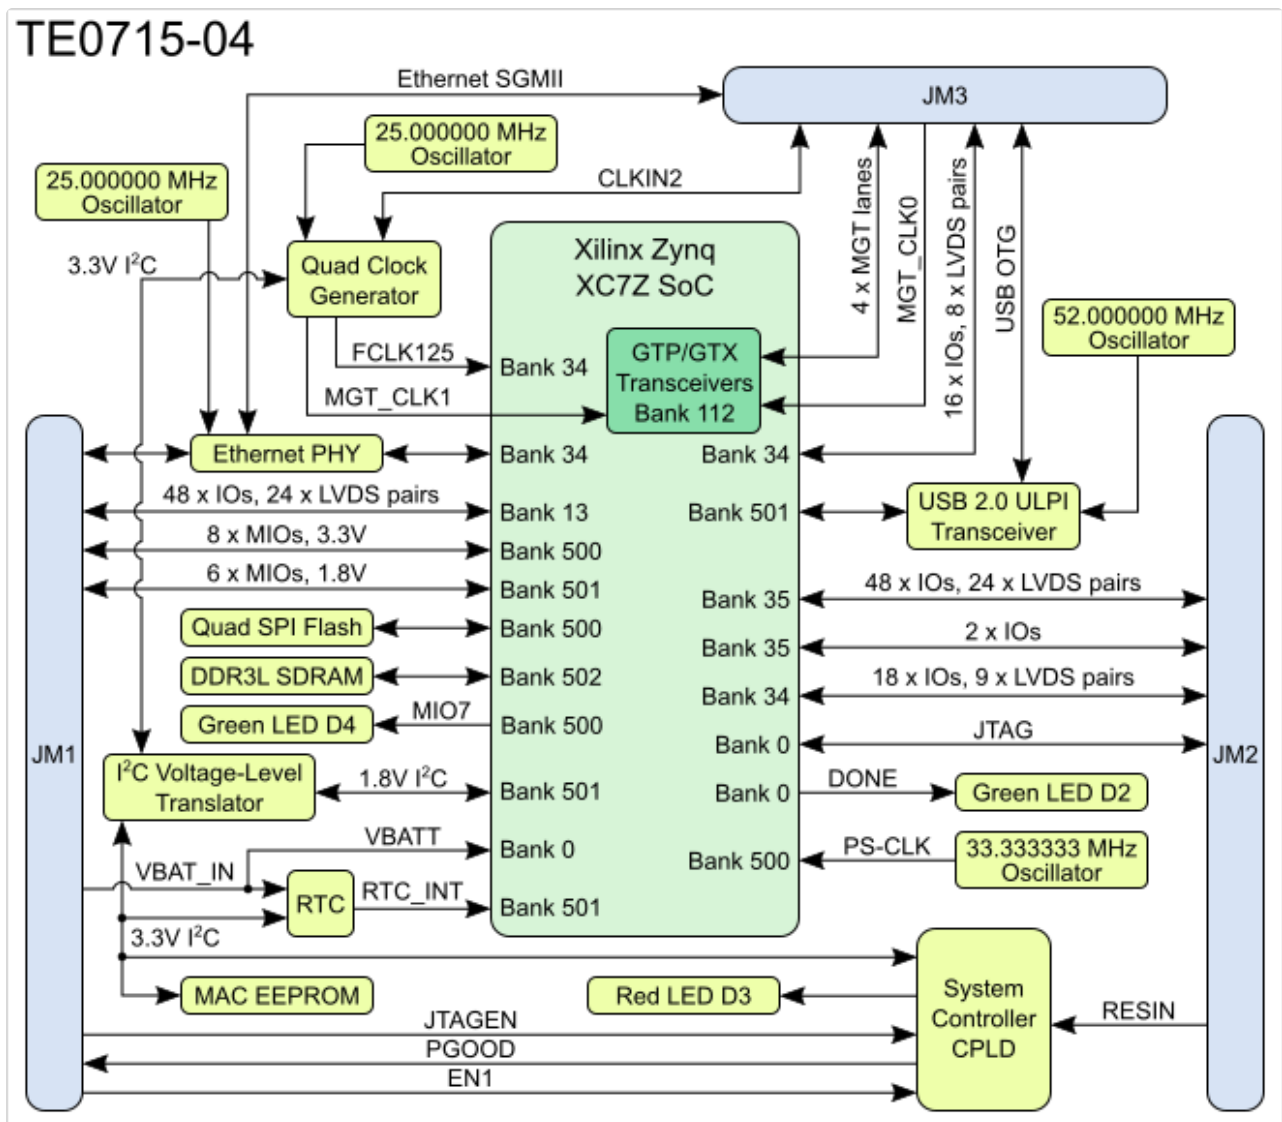 TE0715-04
Ethernet SGMII
JM3
25.000000 MHz
Oscillator
25.000000 MHz
Oscillator
CLKIN2
4 x MGT lanes
MGT_CLK0
16 x IOs, 8 x LVDS pairs
USB OTG
3.3V I²C
Quad Clock
Generator
Xilinx Zynq
XC7Z SoC
52.000000 MHz
Oscillator
FCLK125
Bank 34
GTP/GTX
Transceivers
Bank 112
MGT_CLK1
Ethernet PHY
Bank 34
Bank 34
48 x IOs, 24 x LVDS pairs
Bank 13
Bank 501
USB 2.0 ULPI
Transceiver
8 x MIOs, 3.3V
Bank 500
6 x MIOs, 1.8V
Bank 501
Bank 35
48 x IOs, 24 x LVDS pairs
Quad SPI Flash
Bank 500
Bank 35
2 x IOs
DDR3L SDRAM
Bank 502
Bank 34
18 x IOs, 9 x LVDS pairs
Green LED D4
MIO7
Bank 500
Bank 0
JTAG
JM1
JM2
I²C Voltage-Level
Translator
1.8V I²C
Bank 501
Bank 0
DONE
Green LED D2
VBATT
Bank 0
Bank 500
PS-CLK
33.333333 MHz
Oscillator
VBAT_IN
RTC
RTC_INT
Bank 501
3.3V I²C
MAC EEPROM
Red LED D3
System
Controller
CPLD
RESIN
JTAGEN
PGOOD
EN1